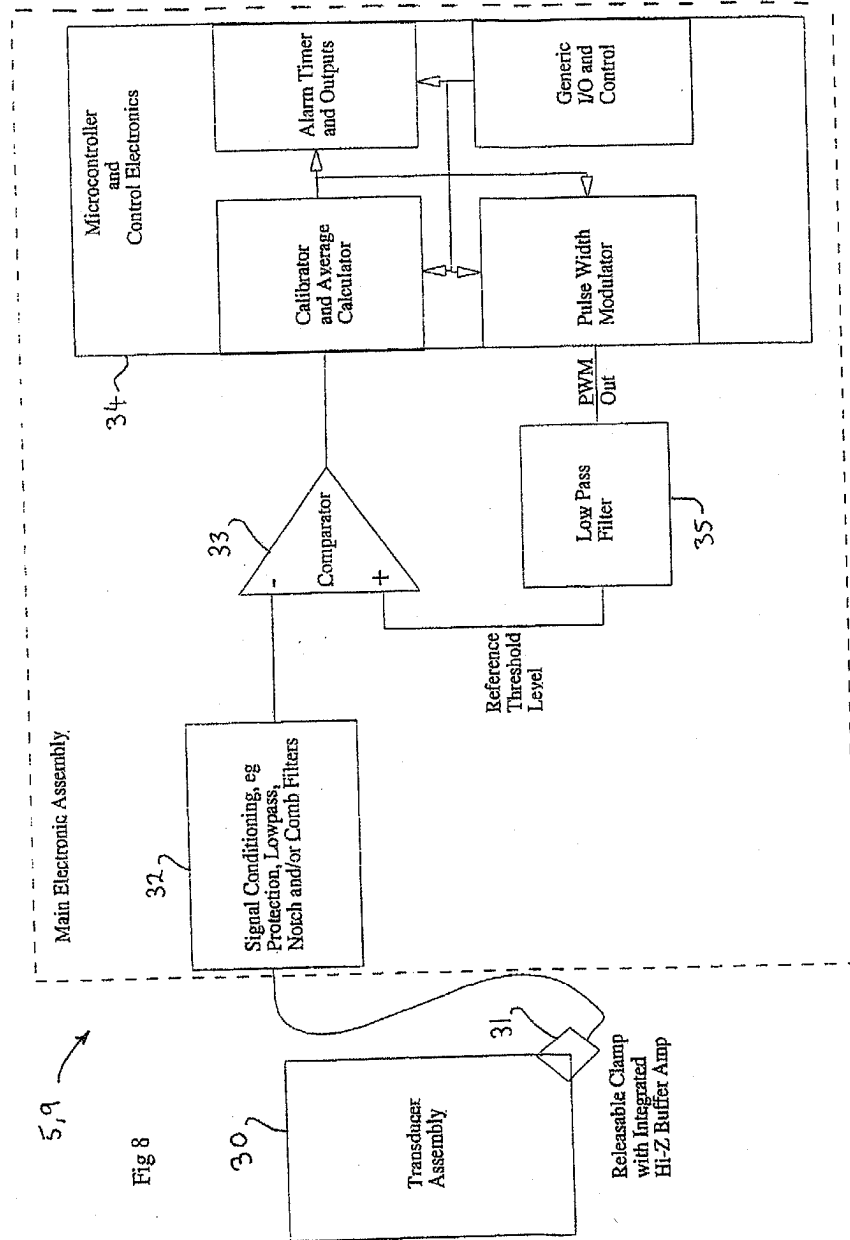 Fig 8
5,9
Main Electronic Assembly
30
Transducer
Assembly
31
Releasable Clamp
with Integrated
Hi-Z Buffer Amp
32
Signal Conditioning, eg
Protection, Lowpass,
Notch and/or Comb Filters
33
-
Comparator
+
Reference
Threshold
Level
Low Pass
Filter
35
PWM
Out
34
Microcontroller
and
Control Electronics
Calibrator
and Average
Calculator
Alarm Timer
and Outputs
Pulse Width
Modulator
Generic
I/O and
Control